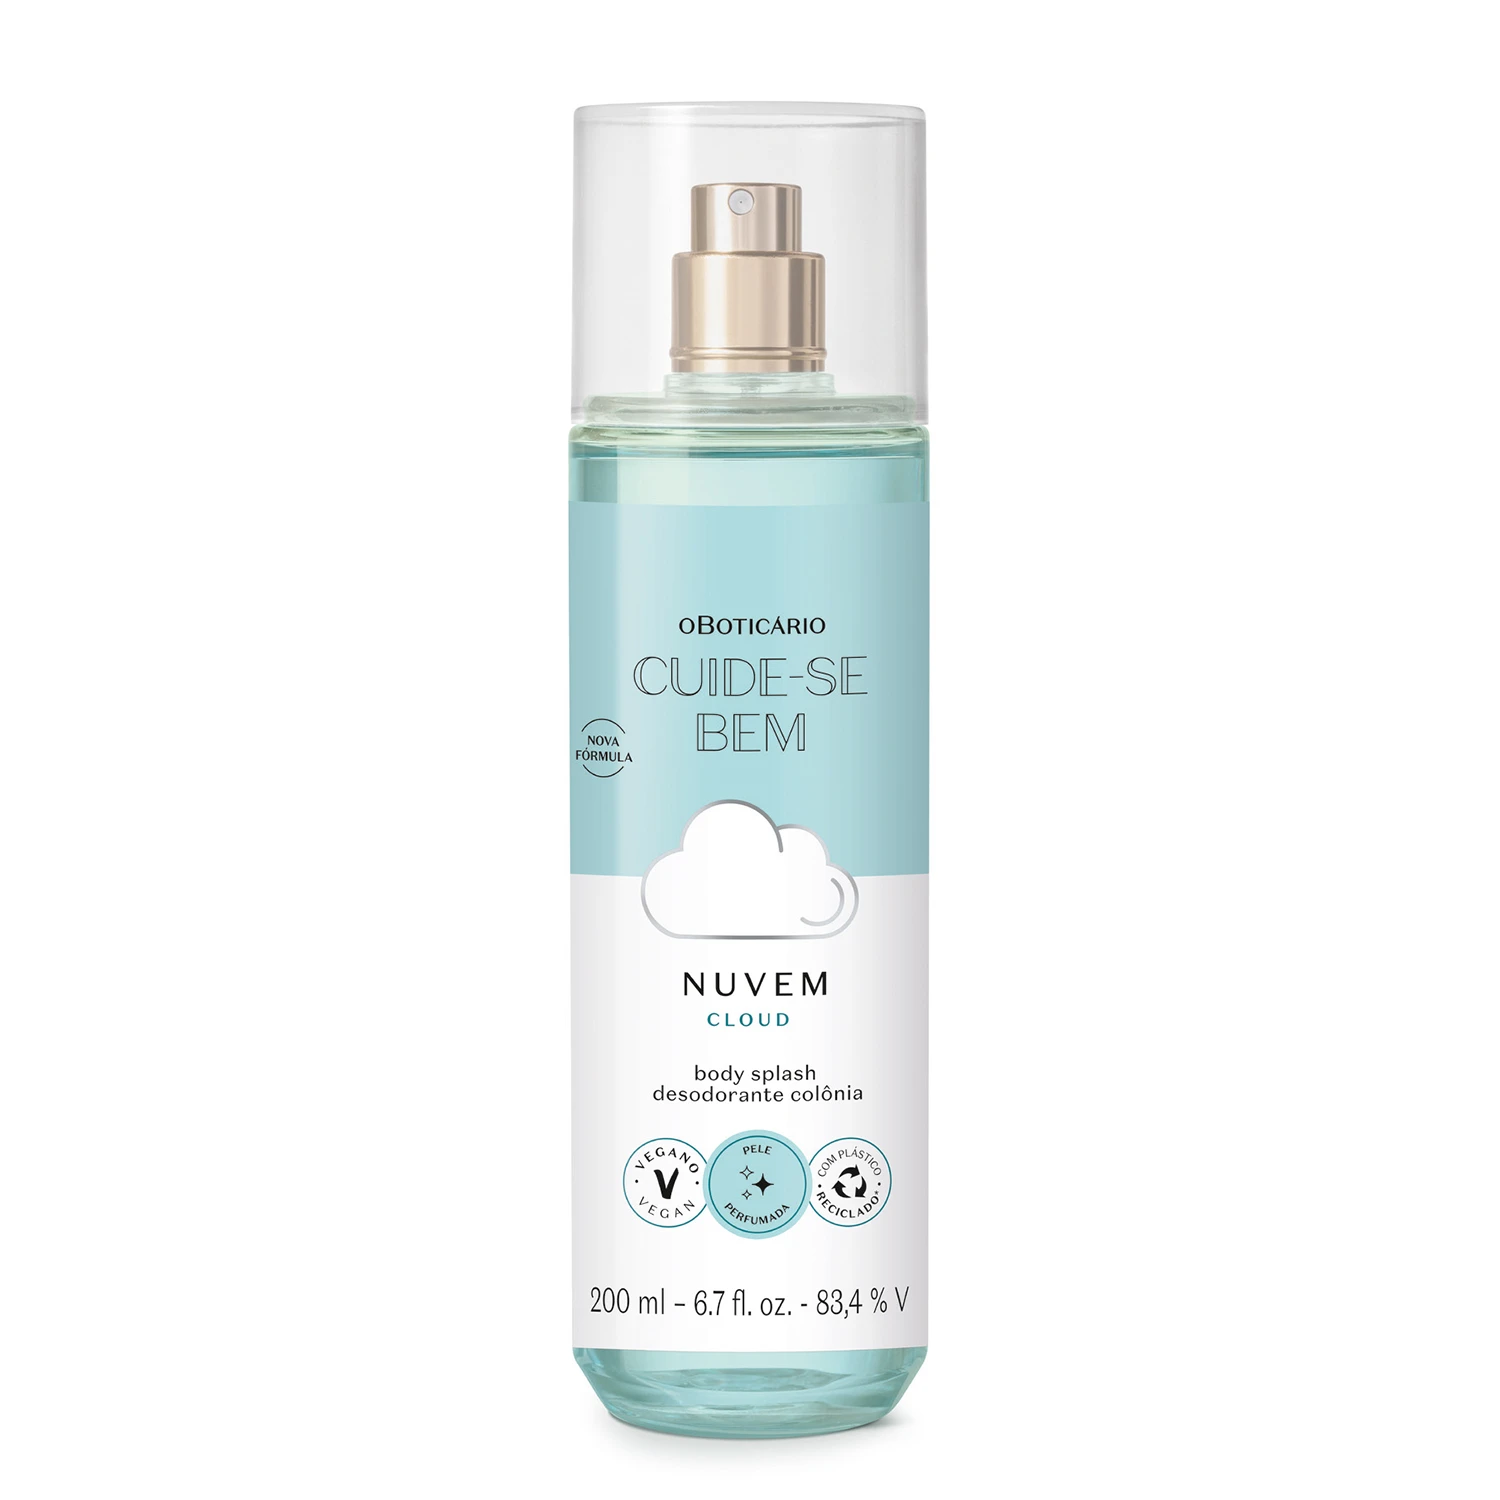 oBOTICÁRIO
CUIDE-SE
BEM
NOVA
FÓRMULA
NUVEM
CLOUD
body splash
desodorante colônia
VEGANO
V
VEGAN
PELE
PERFUMADA
COM PLÁSTICO
RECICLADO*
200 ml – 6.7 fl. oz. - 83,4 % V